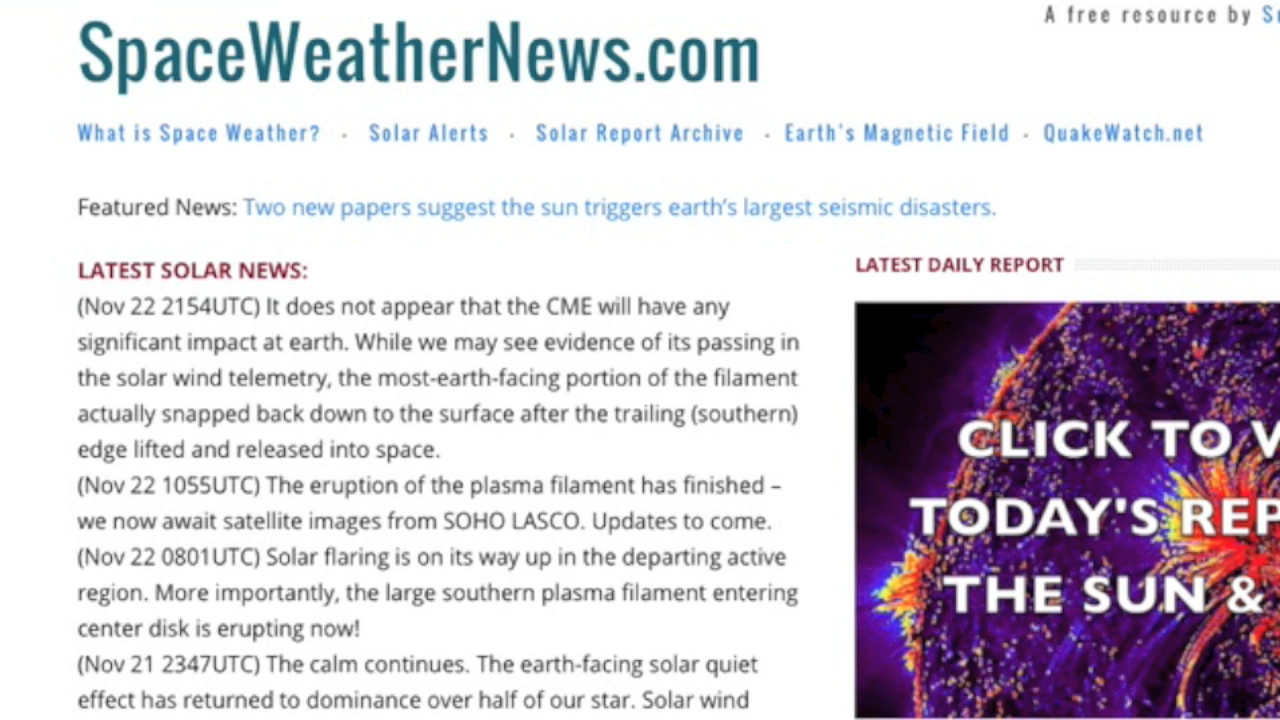 A free resource by
SpaceWeatherNews.com
What is Space Weather? - Solar Alerts - Solar Report Archive - Earth's Magnetic Field - QuakeWatch.net
Featured News: Two new papers suggest the sun triggers earth's largest seismic disasters.
LATEST SOLAR NEWS:
(Nov 22 2154UTC) It does not appear that the CME will have any
significant impact at earth. While we may see evidence of its passing in
the solar wind telemetry, the most-earth-facing portion of the filament
actually snapped back down to the surface after the trailing (southern)
edge lifted and released into space.
(Nov 22 1055UTC) The eruption of the plasma filament has finished –
we now await satellite images from SOHO LASCO. Updates to come.
(Nov 22 0801UTC) Solar flaring is on its way up in the departing active
region. More importantly, the large southern plasma filament entering
center disk is erupting now!
(Nov 21 2347UTC) The calm continues. The earth-facing solar quiet
effect has returned to dominance over half of our star. Solar wind
LATEST DAILY REPORT
CLICK TO
TODAY'S
THE SUN &